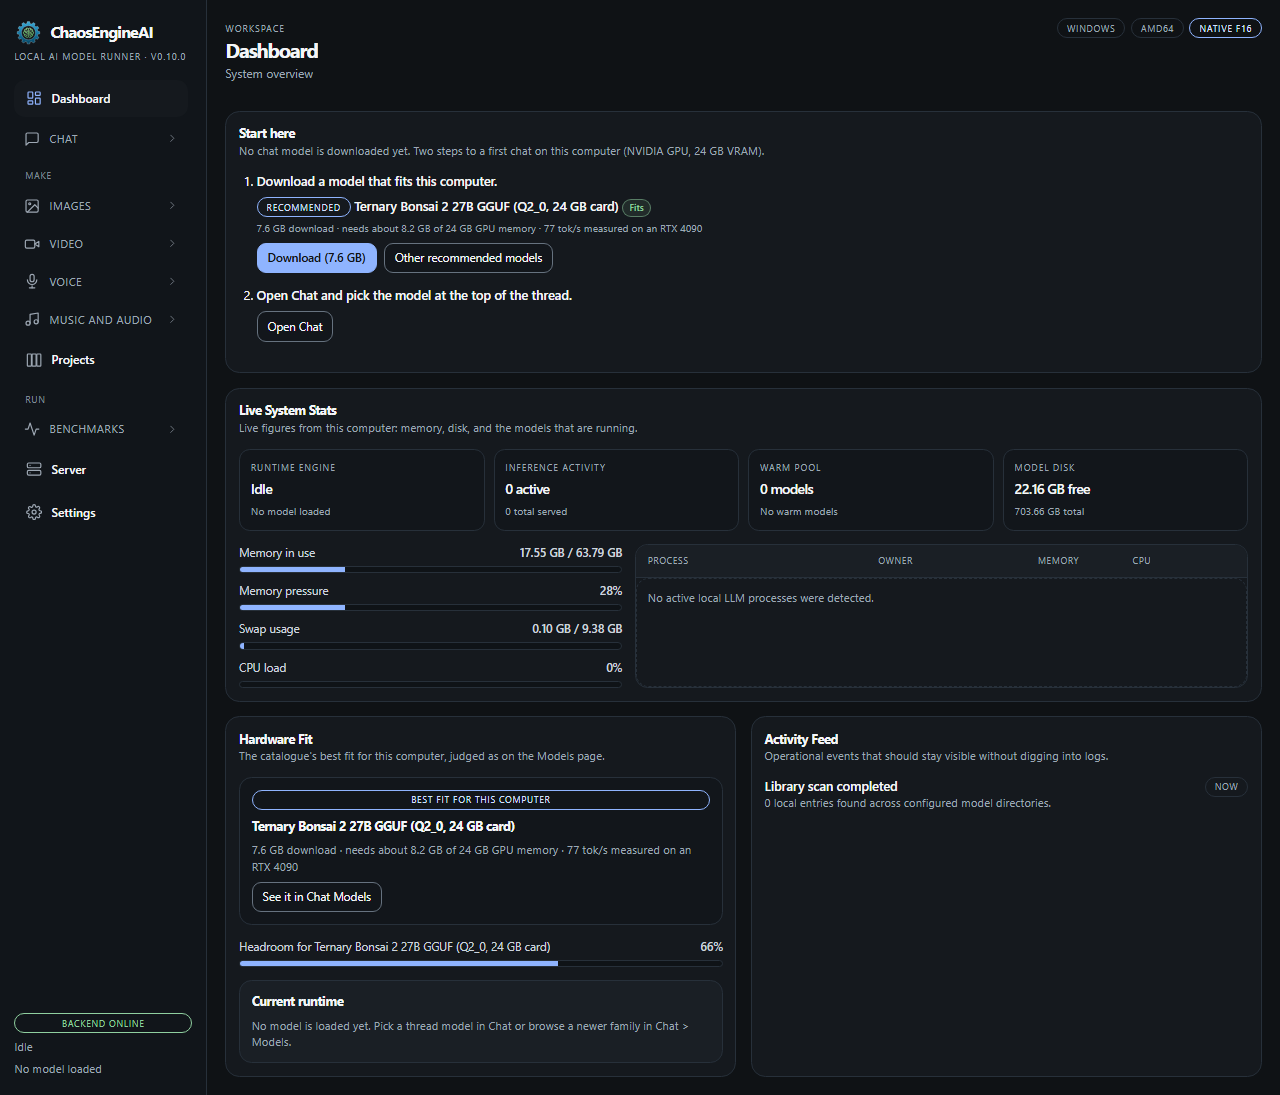 ChaosEngineAI
LOCAL AI MODEL RUNNER · V0.10.0
Dashboard
CHAT
MAKE
IMAGES
VIDEO
VOICE
MUSIC AND AUDIO
Projects
RUN
BENCHMARKS
Server
Settings
BACKEND ONLINE
Idle
No model loaded
WORKSPACE
Dashboard
System overview
WINDOWS
AMD64
NATIVE F16
Start here
No chat model is downloaded yet. Two steps to a first chat on this computer (NVIDIA GPU, 24 GB VRAM).
1. Download a model that fits this computer.
RECOMMENDED Ternary Bonsai 2 27B GGUF (Q2_0, 24 GB card) Fits
7.6 GB download · needs about 8.2 GB of 24 GB GPU memory · 77 tok/s measured on an RTX 4090
Download (7.6 GB)
Other recommended models
2. Open Chat and pick the model at the top of the thread.
Open Chat
Live System Stats
Live figures from this computer: memory, disk, and the models that are running.
RUNTIME ENGINE
Idle
No model loaded
INFERENCE ACTIVITY
0 active
0 total served
WARM POOL
0 models
No warm models
MODEL DISK
22.16 GB free
703.66 GB total
Memory in use 17.55 GB / 63.79 GB
Memory pressure 28%
Swap usage 0.10 GB / 9.38 GB
CPU load 0%
PROCESS OWNER MEMORY CPU
No active local LLM processes were detected.
Hardware Fit
The catalogue's best fit for this computer, judged as on the Models page.
BEST FIT FOR THIS COMPUTER
Ternary Bonsai 2 27B GGUF (Q2_0, 24 GB card)
7.6 GB download · needs about 8.2 GB of 24 GB GPU memory · 77 tok/s measured on an
RTX 4090
See it in Chat Models
Headroom for Ternary Bonsai 2 27B GGUF (Q2_0, 24 GB card) 66%
Current runtime
No model is loaded yet. Pick a thread model in Chat or browse a newer family in Chat >
Models.
Activity Feed
Operational events that should stay visible without digging into logs.
Library scan completed
NOW
0 local entries found across configured model directories.